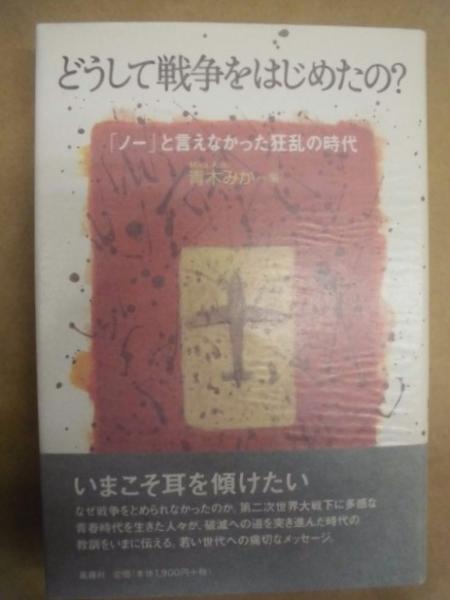 どうして戦争をはじめたの?
「ノー」と言えなかった狂乱の時代
青木みか
いまこそ耳を傾けたい
なぜ戦争をとめられなかったのか。第二次世界大戦下に多感な
青春時代を生きた人々が、破滅への道を突き進んだ時代の
教訓をいまに伝える。若い世代への痛切なメッセージ。
風媒社 定価(本体1,900円+税)